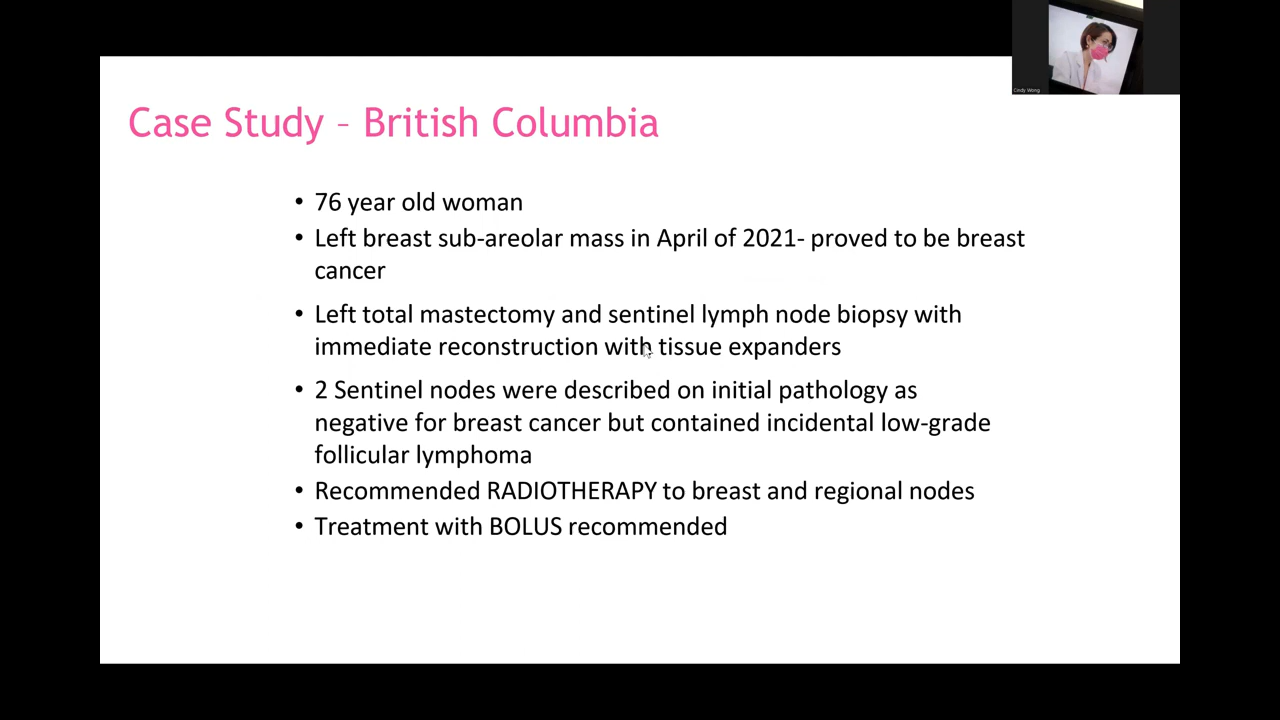 Cindy Wong
Case Study – British Columbia
• 76 year old woman
• Left breast sub-areolar mass in April of 2021- proved to be breast
cancer
• Left total mastectomy and sentinel lymph node biopsy with
immediate reconstruction with tissue expanders
• 2 Sentinel nodes were described on initial pathology as
negative for breast cancer but contained incidental low-grade
follicular lymphoma
• Recommended RADIOTHERAPY to breast and regional nodes
• Treatment with BOLUS recommended